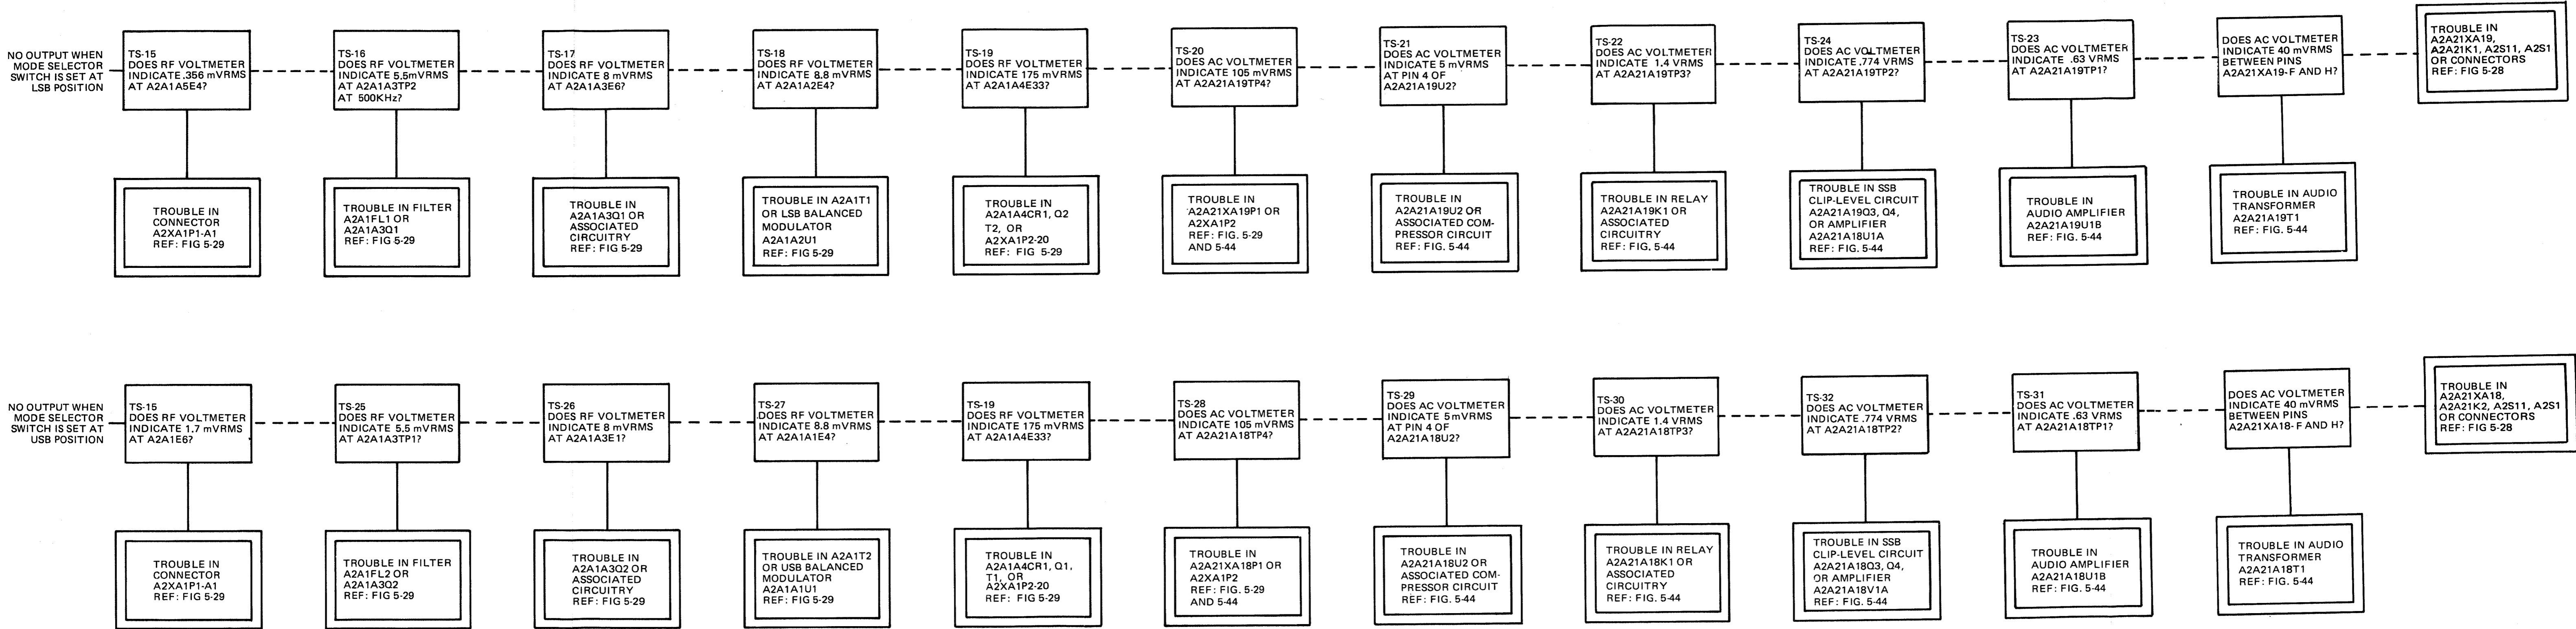 NO OUTPUT WHEN
MODE SELECTOR
SWITCH IS SET AT
LSB POSITION
TS-15
DOES RF VOLTMETER
INDICATE .356 mVRMS
AT A2A1A5E4?
TS-16
DOES RF VOLTMETER
INDICATE 5.5mVRMS
AT A2A1A3TP2
AT 500KHz?
TS-17
DOES RF VOLTMETER
INDICATE 8 mVRMS
AT A2A1A3E6?
TS-18
DOES RF VOLTMETER
INDICATE 8.8 mVRMS
AT A2A1A2E4?
TS-19
DOES RF VOLTMETER
INDICATE 175 mVRMS
AT A2A1A4E33?
TS-20
DOES AC VOLTMETER
INDICATE 105 mVRMS
AT A2A21A19TP4?
TS-21
DOES AC VOLTMETER
INDICATE 5 mVRMS
AT PIN 4 OF
A2A21A19U2?
TS-22
DOES AC VOLTMETER
INDICATE 1.4 VRMS
AT A2A21A19TP3?
TS-24
DOES AC VOLTMETER
INDICATE .774 VRMS
AT A2A21A19TP2?
TS-23
DOES AC VOLTMETER
INDICATE .63 VRMS
AT A2A21A19TP1?
DOES AC VOLTMETER
INDICATE 40 mVRMS
BETWEEN PINS
A2A21XA19-F AND H?
TROUBLE IN
A2A21XA19,
A2A21K1, A2S11, A2S1
OR CONNECTORS
REF: FIG 5-28
TROUBLE IN
CONNECTOR
A2XA1P1-A1
REF: FIG 5-29
TROUBLE IN FILTER
A2A1FL1 OR
A2A1A3Q1
REF: FIG 5-29
TROUBLE IN
A2A1A3Q1 OR
ASSOCIATED
CIRCUITRY
REF: FIG 5-29
TROUBLE IN A2A1T1
OR LSB BALANCED
MODULATOR
A2A1A2U1
REF: FIG 5-29
TROUBLE IN
A2A1A4CR1, Q2
T2, OR
A2XA1P2-20
REF: FIG 5-29
TROUBLE IN
A2A21XA19P1 OR
A2XA1P2
REF: FIG. 5-29
AND 5-44
TROUBLE IN
A2A21A19U2 OR
ASSOCIATED COM-
PRESSOR CIRCUIT
REF: FIG. 5-44
TROUBLE IN RELAY
A2A21A19K1 OR
ASSOCIATED
CIRCUITRY
REF: FIG. 5-44
TROUBLE IN SSB
CLIP-LEVEL CIRCUIT
A2A21A19Q3, Q4,
OR AMPLIFIER
A2A21A18U1A
REF: FIG. 5-44
TROUBLE IN
AUDIO AMPLIFIER
A2A21A19U1B
REF: FIG. 5-44
TROUBLE IN AUDIO
TRANSFORMER
A2A21A19T1
REF: FIG. 5-44
NO OUTPUT WHEN
MODE SELECTOR
SWITCH IS SET AT
USB POSITION
TS-15
DOES RF VOLTMETER
INDICATE 1.7 mVRMS
AT A2A1E6?
TS-25
DOES RF VOLTMETER
INDICATE 5.5 mVRMS
AT A2A1A3TP1?
TS-26
DOES RF VOLTMETER
INDICATE 8 mVRMS
AT A2A1A3E1?
TS-27
DOES RF VOLTMETER
INDICATE 8.8 mVRMS
AT A2A1A1E4?
TS-19
DOES RF VOLTMETER
INDICATE 175 mVRMS
AT A2A1A4E33?
TS-28
DOES AC VOLTMETER
INDICATE 105 mVRMS
AT A2A21A18TP4?
TS-29
DOES AC VOLTMETER
INDICATE 5 mVRMS
AT PIN 4 OF
A2A21A18U2?
TS-30
DOES AC VOLTMETER
INDICATE 1.4 VRMS
AT A2A21A18TP3?
TS-32
DOES AC VOLTMETER
INDICATE .774 VRMS
AT A2A21A18TP2?
TS-31
DOES AC VOLTMETER
INDICATE .63 VRMS
AT A2A21A18TP1?
DOES AC VOLTMETER
INDICATE 40 mVRMS
BETWEEN PINS
A2A21XA18-F AND H?
TROUBLE IN
A2A21XA18,
A2A21K2, A2S11, A2S1
OR CONNECTORS
REF: FIG 5-28
TROUBLE IN
CONNECTOR
A2XA1P1-A1
REF: FIG 5-29
TROUBLE IN FILTER
A2A1FL2 OR
A2A1A3Q2
REF: FIG 5-29
TROUBLE IN
A2A1A3Q2 OR
ASSOCIATED
CIRCUITRY
REF: FIG 5-29
TROUBLE IN A2A1T2
OR USB BALANCED
MODULATOR
A2A1A1U1
REF: FIG 5-29
TROUBLE IN
A2A1A4CR1, Q1,
T1, OR
A2XA1P2-20
REF: FIG 5-29
TROUBLE IN
A2A21XA18P1 OR
A2XA1P2
REF: FIG. 5-29
AND 5-44
TROUBLE IN
A2A21A18U2 OR
ASSOCIATED COM-
PRESSOR CIRCUIT
REF: FIG. 5-44
TROUBLE IN RELAY
A2A21A18K1 OR
ASSOCIATED
CIRCUITRY
REF: FIG. 5-44
TROUBLE IN SSB
CLIP-LEVEL CIRCUIT
A2A21A18Q3, Q4,
OR AMPLIFIER
A2A21A18V1A
REF: FIG. 5-44
TROUBLE IN
AUDIO AMPLIFIER
A2A21A18U1B
REF: FIG. 5-44
TROUBLE IN AUDIO
TRANSFORMER
A2A21A18T1
REF: FIG. 5-44